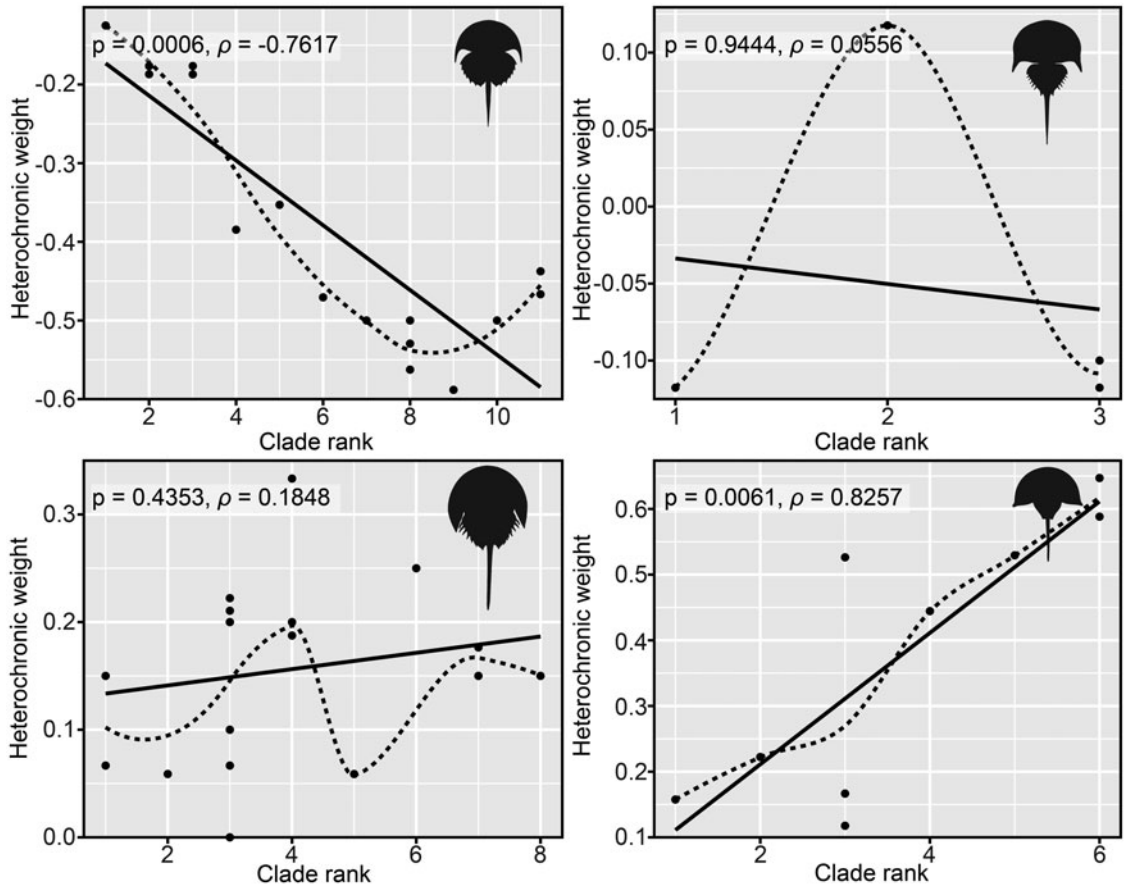 p = 0.0006, ρ = -0.7617
Heterochronic weight
-0.2
-0.3
-0.4
-0.5
-0.6
2 4 6 8 10
Clade rank
p = 0.9444, ρ = 0.0556
Heterochronic weight
0.10
0.05
0.00
-0.05
-0.10
1 2 3
Clade rank
p = 0.4353, ρ = 0.1848
Heterochronic weight
0.3
0.2
0.1
0.0
2 4 6 8
Clade rank
p = 0.0061, ρ = 0.8257
Heterochronic weight
0.6
0.5
0.4
0.3
0.2
0.1
2 4 6
Clade rank